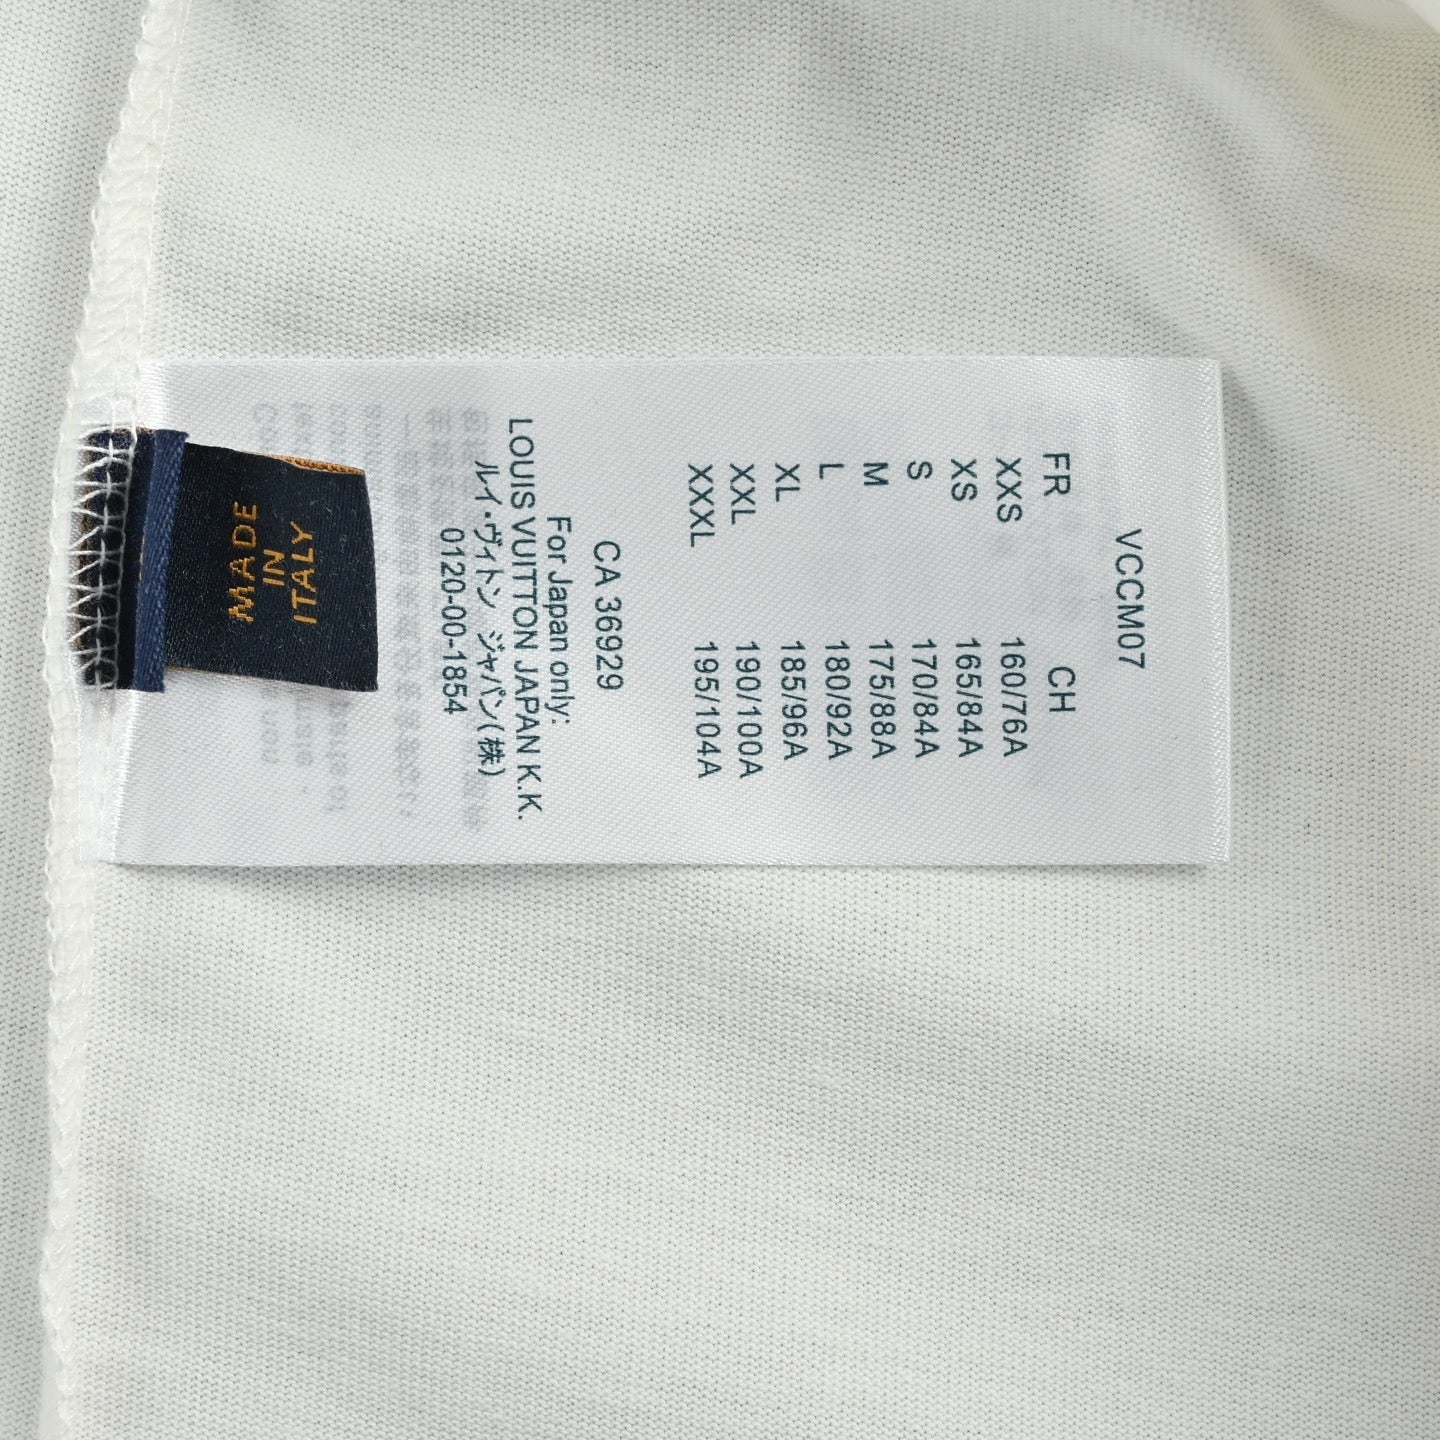 VCCM07
FR CH
XXS 160/76A
XS 165/84A
S 170/84A
M 175/88A
L 180/92A
XL 185/96A
XXL 190/100A
XXXL 195/104A
CA 36929
For Japan only:
LOUIS VUITTON JAPAN K.K.
ルイ・ヴィトン ジャパン(株)
0120-00-1854
MADE
IN
ITALY